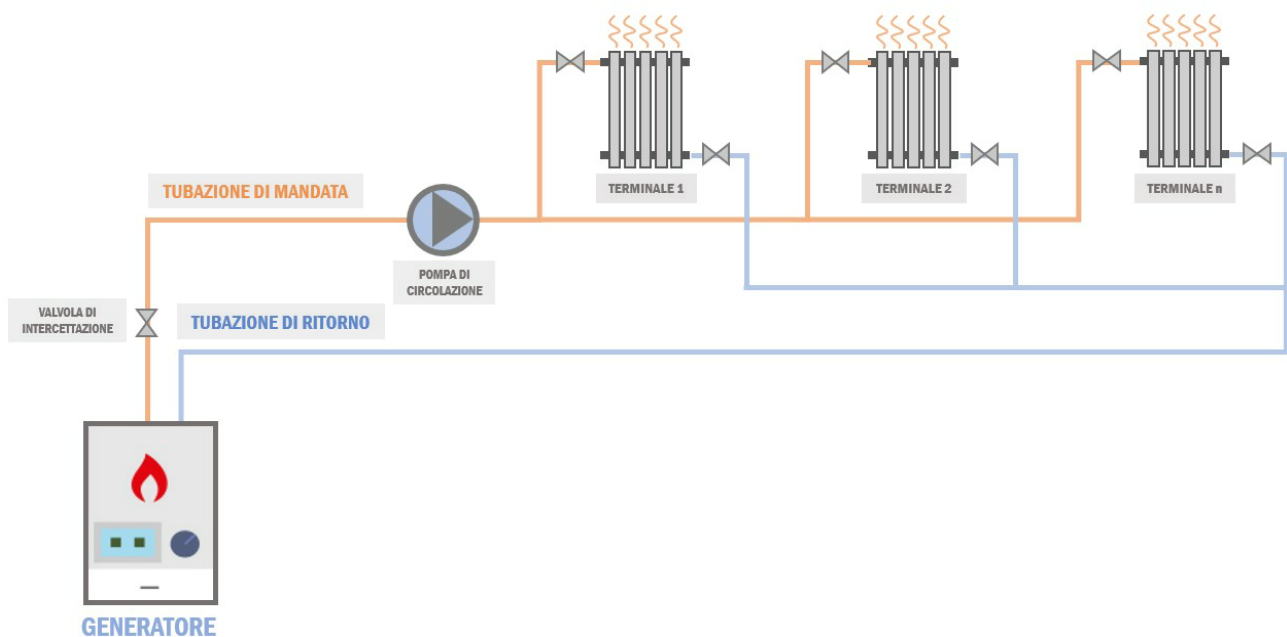 TERMINALE 1
TERMINALE 2
TERMINALE n
TUBAZIONE DI MANDATA
POMPA DI
CIRCOLAZIONE
VALVOLA DI
INTERCETTAZIONE
TUBAZIONE DI RITORNO
GENERATORE